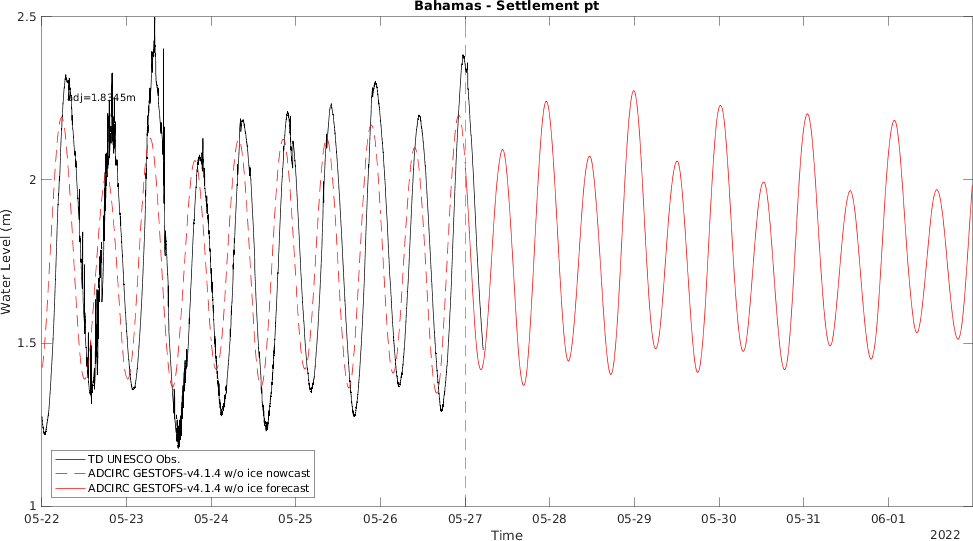 Bahamas - Settlement pt
2.5
adj=1.8345m
2
Water Level (m)
1.5
TD UNESCO Obs.
ADCIRC GESTOFS-v4.1.4 w/o ice nowcast
ADCIRC GESTOFS-v4.1.4 w/o ice forecast
1
05-22 05-23 05-24 05-25 05-26 05-27 05-28 05-29 05-30 05-31 06-01
Time
2022